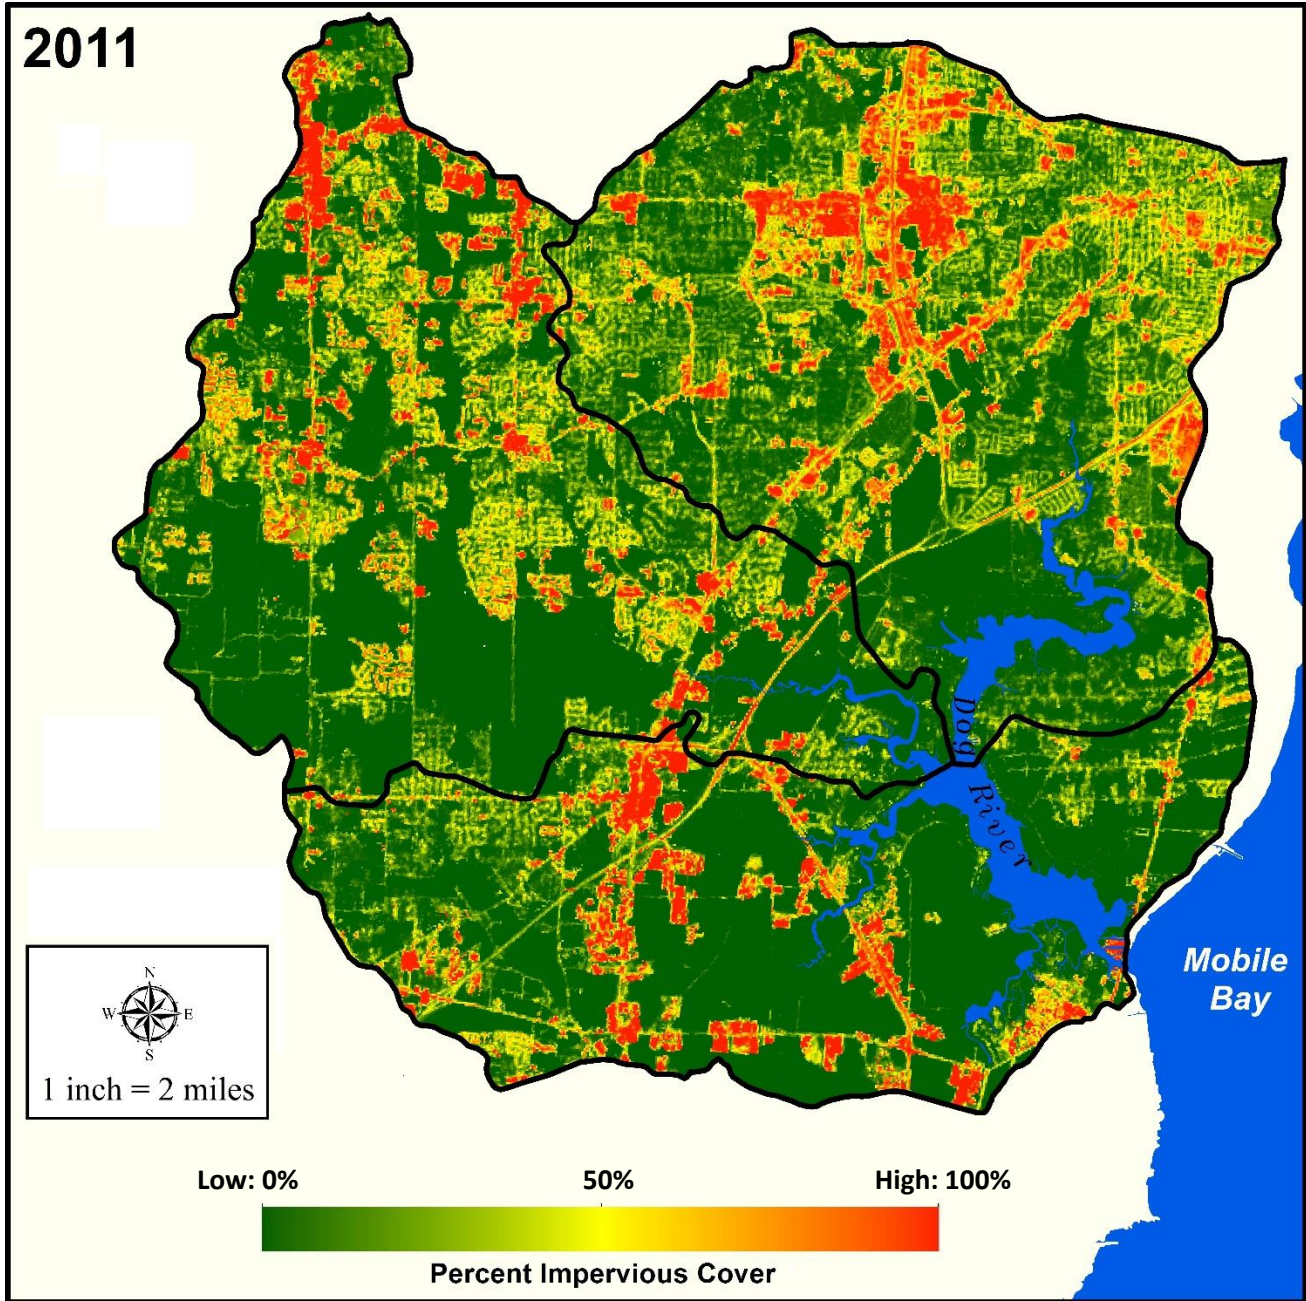 2011
Dog
River
Mobile
Bay
N
W E
S
1 inch = 2 miles
Low: 0% 50% High: 100%
Percent Impervious Cover